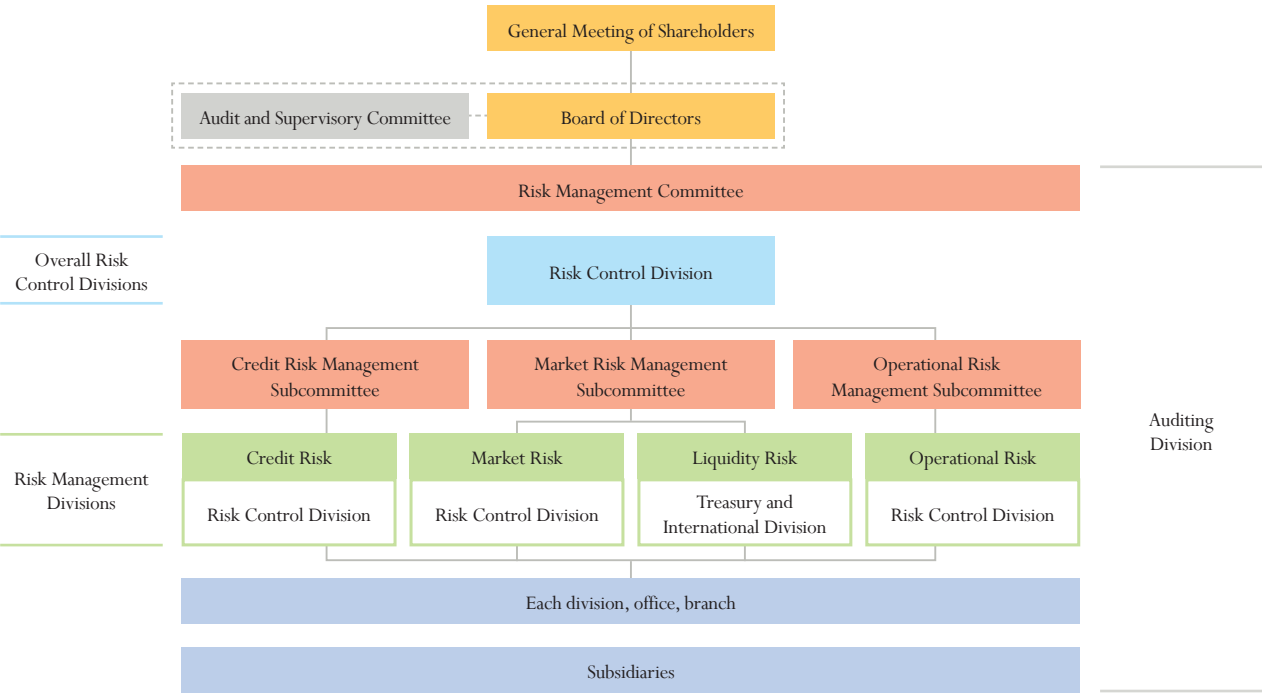 General Meeting of Shareholders
Audit and Supervisory Committee
Board of Directors
Risk Management Committee
Overall Risk
Control Divisions
Risk Control Division
Credit Risk Management
Subcommittee
Market Risk Management
Subcommittee
Operational Risk
Management Subcommittee
Auditing
Division
Risk Management
Divisions
Credit Risk
Risk Control Division
Market Risk
Risk Control Division
Liquidity Risk
Treasury and
International Division
Operational Risk
Risk Control Division
Each division, office, branch
Subsidiaries